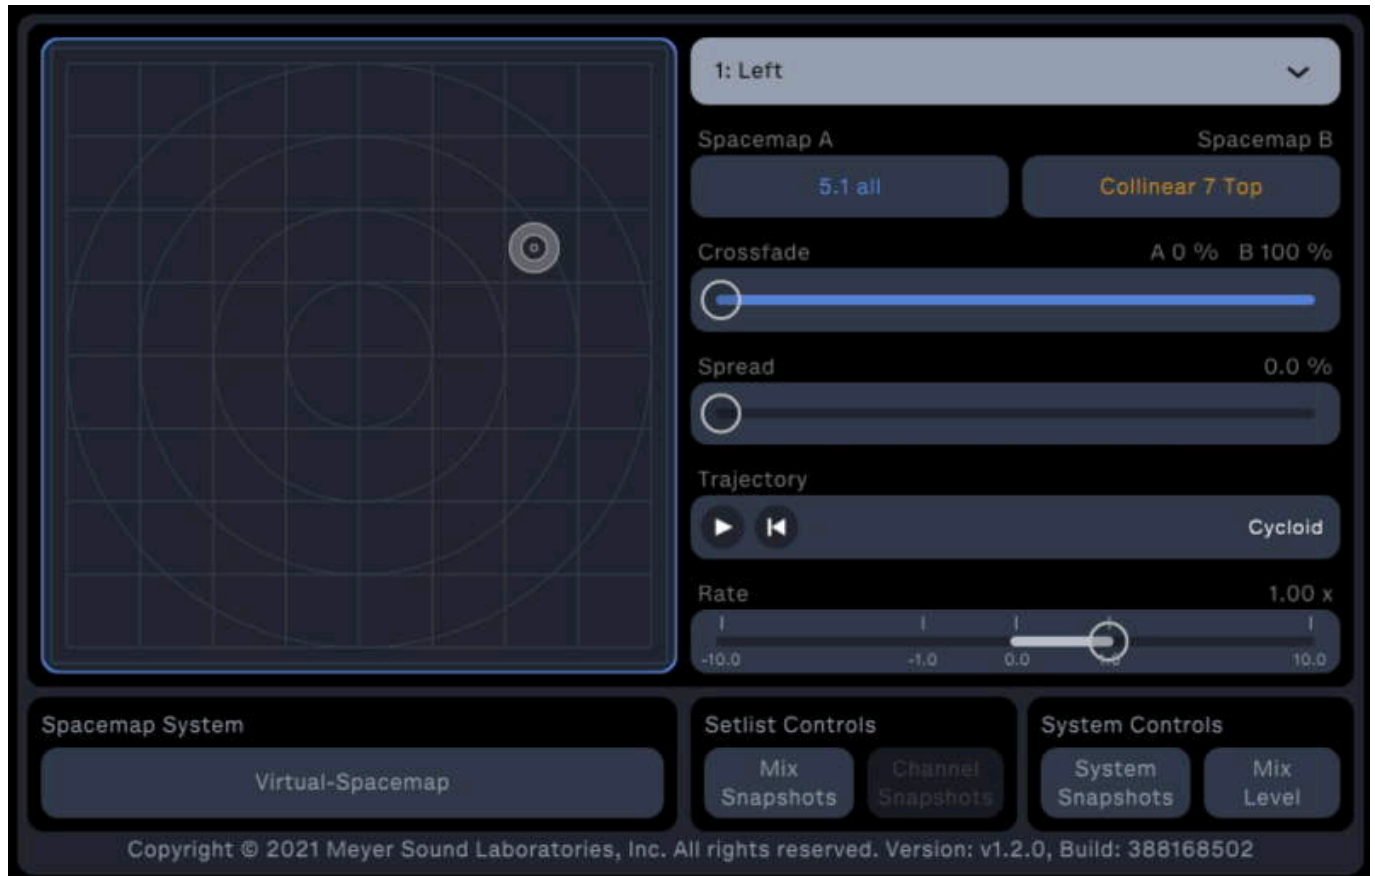 1: Left
Spacemap A
Spacemap B
5.1 all
Collinear 7 Top
Crossfade
A 0 % B 100 %
Spread
0.0 %
Trajectory
Cycloid
Rate
1.00 x
-10.0
-1.0
0.0
1.0
10.0
Spacemap System
Virtual-Spacemap
Setlist Controls
Mix
Snapshots
Channel
Snapshots
System Controls
System
Snapshots
Mix
Level
Copyright © 2021 Meyer Sound Laboratories, Inc. All rights reserved. Version: v1.2.0, Build: 388168502